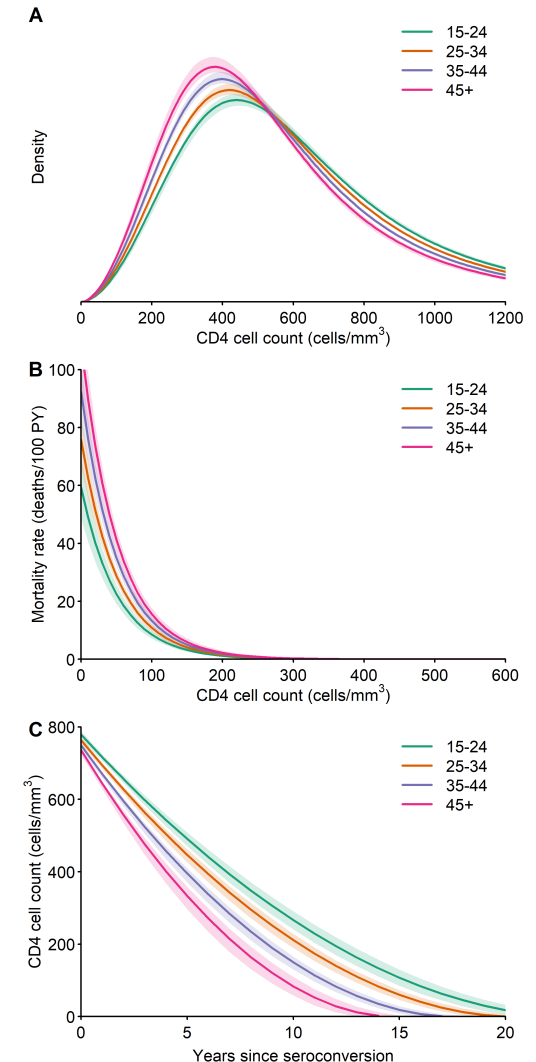 A
15-24
25-34
35-44
45+
Density
0 200 400 600 800 1000 1200
CD4 cell count (cells/mm³)
B
100
80
60
40
20
0
15-24
25-34
35-44
45+
Mortality rate (deaths/100 PY)
0 100 200 300 400 500 600
CD4 cell count (cells/mm³)
C
800
600
400
200
0
15-24
25-34
35-44
45+
CD4 cell count (cells/mm³)
0 5 10 15 20
Years since seroconversion